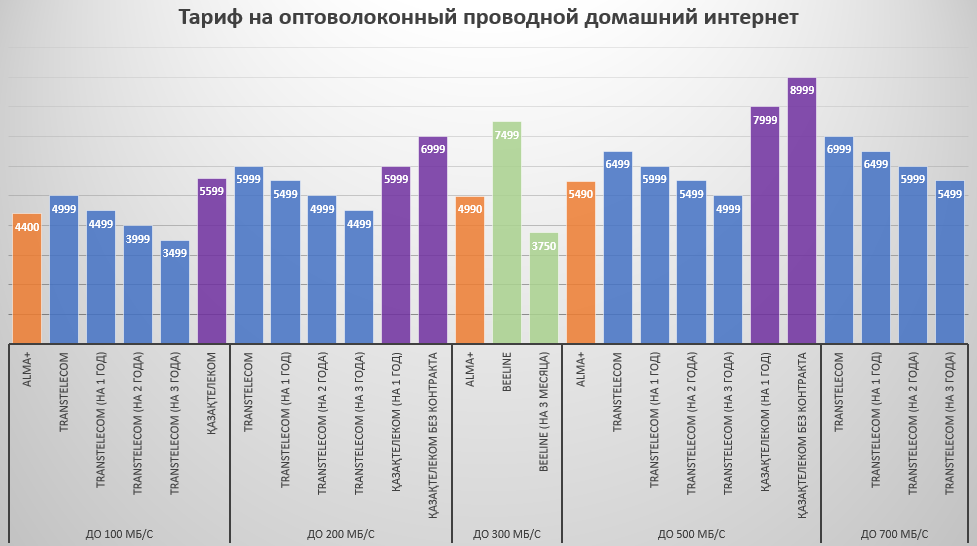 Тариф на оптоволоконный проводной домашний интернет
4400
4999
4499
3999
3499
5599
5999
5499
4999
4499
5999
6999
4990
7499
3750
5490
6499
5999
5499
4999
7999
8999
6999
6499
5999
5499
ALMA+
TRANSTELECOM
TRANSTELECOM (НА 1 ГОД)
TRANSTELECOM (НА 2 ГОДА)
TRANSTELECOM (НА 3 ГОДА)
ҚАЗАҚТЕЛЕКОМ
TRANSTELECOM
TRANSTELECOM (НА 1 ГОД)
TRANSTELECOM (НА 2 ГОДА)
TRANSTELECOM (НА 3 ГОДА)
ҚАЗАҚТЕЛЕКОМ (НА 1 ГОД)
ҚАЗАҚТЕЛЕКОМ БЕЗ КОНТРАКТА
ALMA+
BEELINE
BEELINE (НА 3 МЕСЯЦА)
ALMA+
TRANSTELECOM
TRANSTELECOM (НА 1 ГОД)
TRANSTELECOM (НА 2 ГОДА)
TRANSTELECOM (НА 3 ГОДА)
ҚАЗАҚТЕЛЕКОМ (НА 1 ГОД)
ҚАЗАҚТЕЛЕКОМ БЕЗ КОНТРАКТА
TRANSTELECOM
TRANSTELECOM (НА 1 ГОД)
TRANSTELECOM (НА 2 ГОДА)
TRANSTELECOM (НА 3 ГОДА)
ДО 100 МБ/С
ДО 200 МБ/С
ДО 300 МБ/С
ДО 500 МБ/С
ДО 700 МБ/С